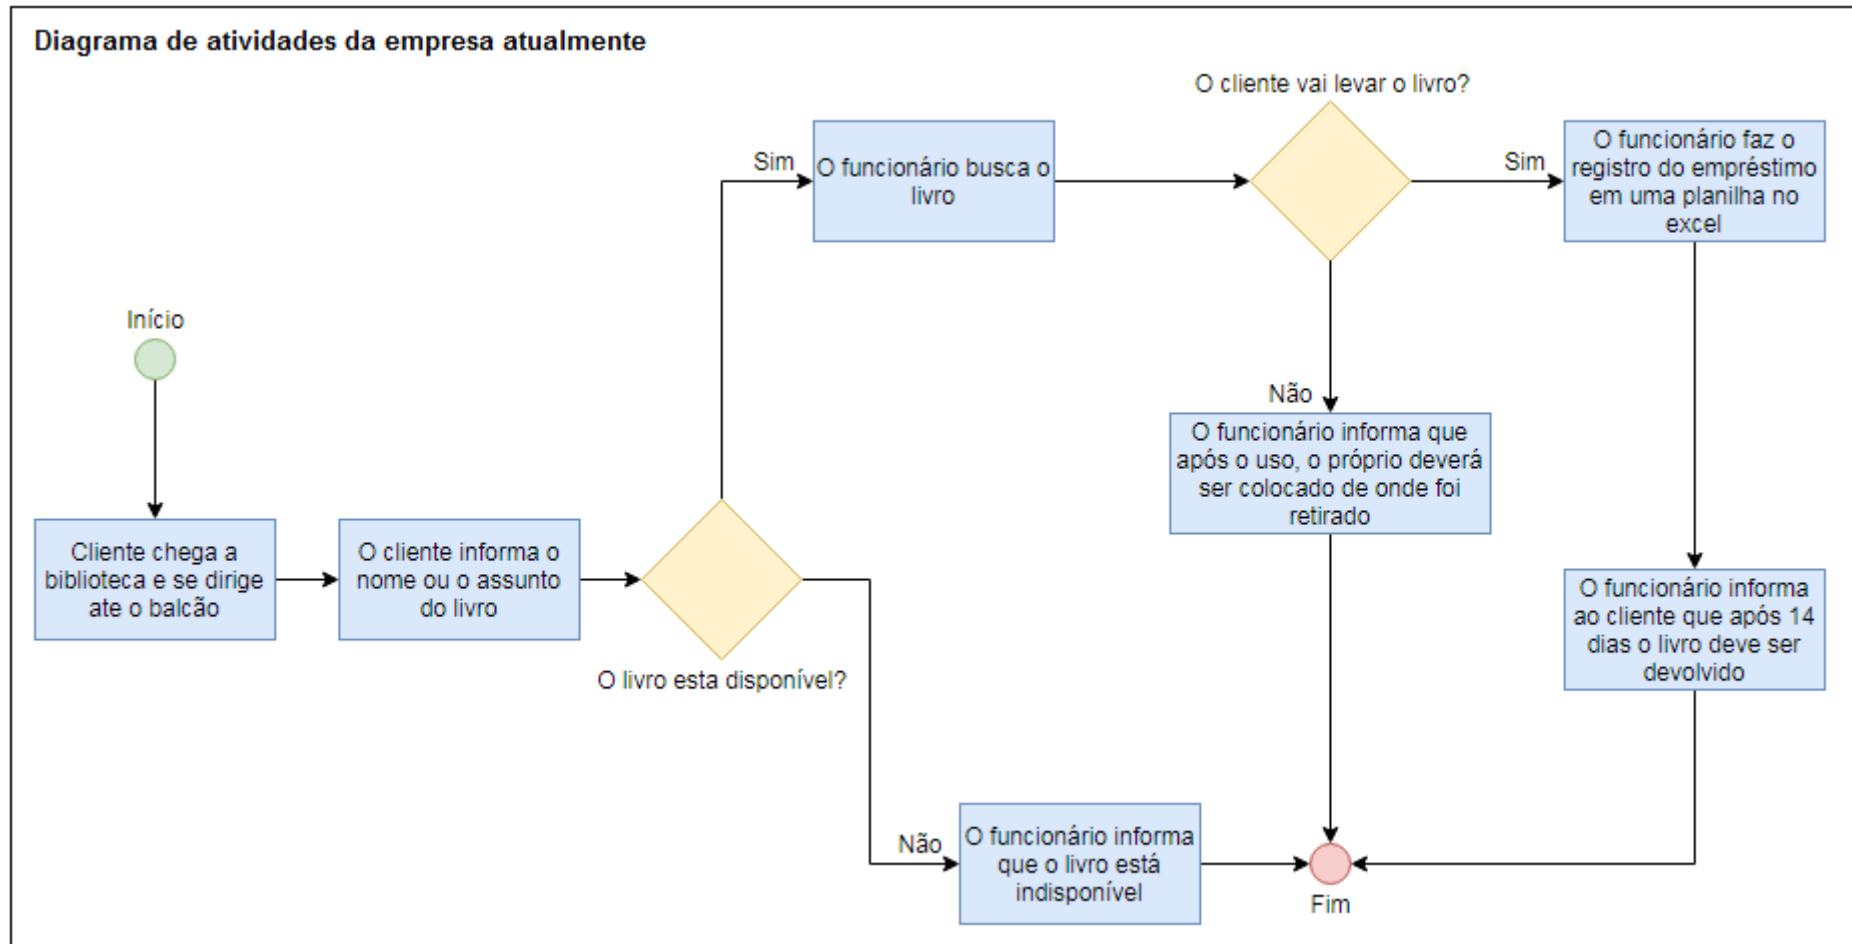 Diagrama de atividades da empresa atualmente
Início
Cliente chega a
biblioteca e se dirige
ate o balcão
O cliente informa o
nome ou o assunto
do livro
O livro esta disponível?
Sim
O funcionário busca o
livro
O cliente vai levar o livro?
Sim
O funcionário faz o
registro do empréstimo
em uma planilha no
excel
Não
O funcionário informa que
após o uso, o próprio deverá
ser colocado de onde foi
retirado
O funcionário informa
ao cliente que após 14
dias o livro deve ser
devolvido
Não
O funcionário informa
que o livro está
indisponível
Fim